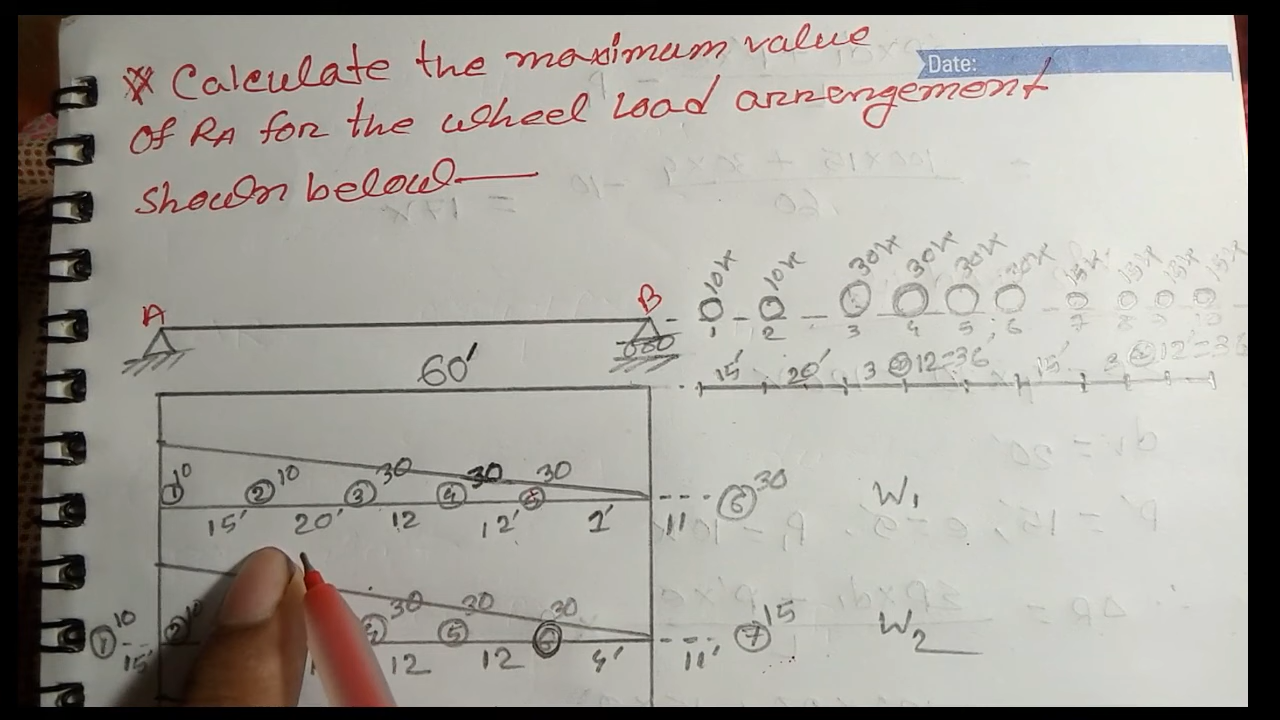 * Calculate the maximum value
Date:
Of RA for the wheel Load arrengement
shown below—
A B
10k 10k 30k 30k 30k 30k 15k 15k 15k 15k
1 2 3 4 5 6 7 8 9 10
60'
15' 20' 3 @ 12=36' 15' 3 @ 12'=36
10 10 30 30 30 30
1 2 3 4 5 6 W1
15' 20' 12 12' 1' 11
10 10 30 30 30 15
1 2 4 5 6 7 W2
15' 12 12 4' 11'